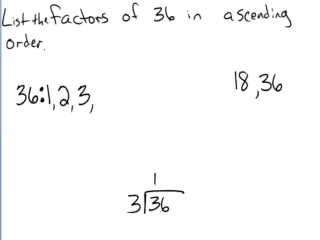 List the factors of 36 in ascending
order.
36:1,2,3,
18,36
1
3)36